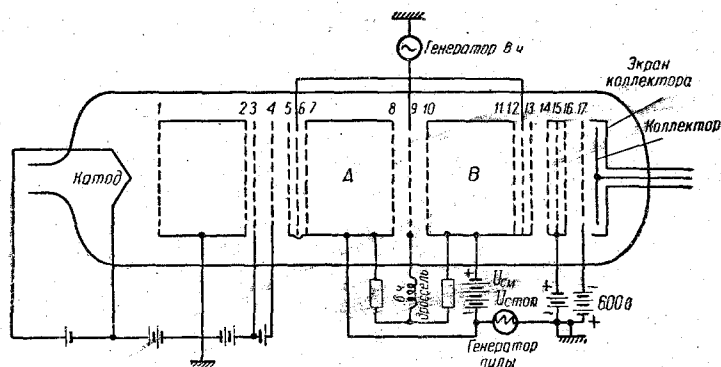 Генератор В ч
Экран
коллектора
Коллектор
1 2 3 4 5 6 7 8 9 10 11 12 13 14 15 16 17
Катод
А
В
+
Uсм
Uстоп
в ч
дроссель
+
−
−
600в
+
Генератор
пилы